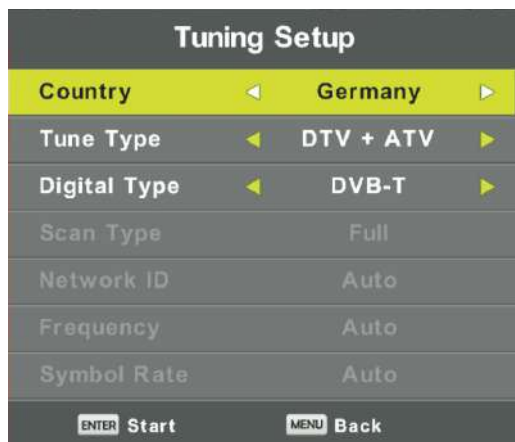 Tuning Setup
Country Germany
Tune Type DTV + ATV
Digital Type DVB-T
Scan Type Full
Network ID Auto
Frequency Auto
Symbol Rate Auto
ENTER Start MENU Back